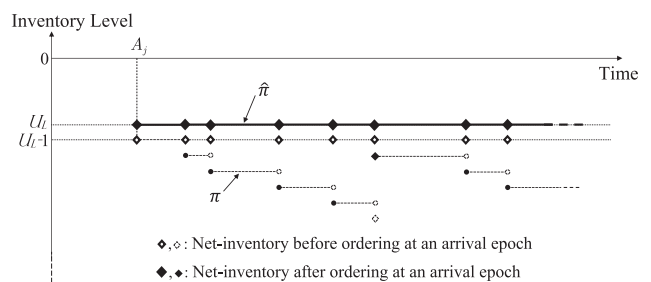 Inventory Level
A_j
0
Time
π̂
U_L
U_L-1
π
: Net-inventory before ordering at an arrival epoch
: Net-inventory after ordering at an arrival epoch